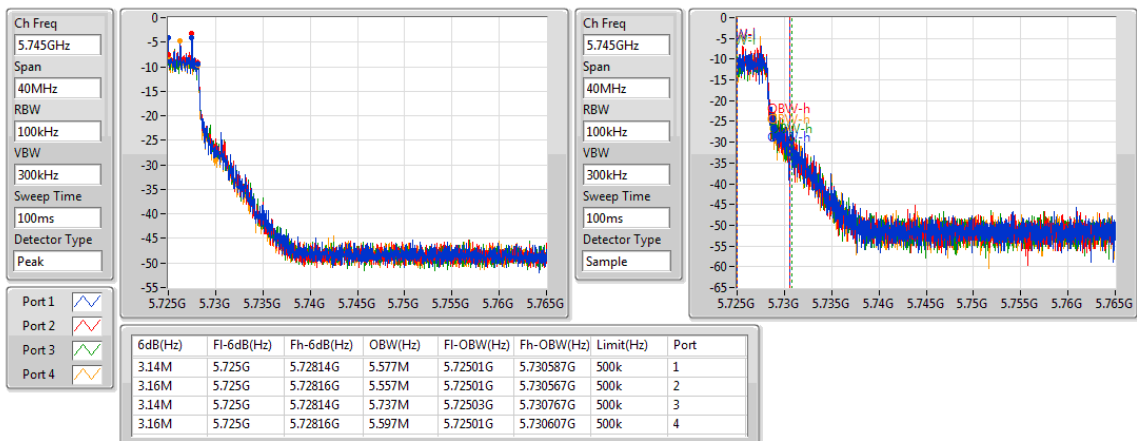 Ch Freq
5.745GHz
Span
40MHz
RBW
100kHz
VBW
300kHz
Sweep Time
100ms
Detector Type
Peak
0
-5
-10
-15
-20
-25
-30
-35
-40
-45
-50
-55
5.725G 5.73G 5.735G 5.74G 5.745G 5.75G 5.755G 5.76G 5.765G
Ch Freq
5.745GHz
Span
40MHz
RBW
100kHz
VBW
300kHz
Sweep Time
100ms
Detector Type
Sample
0
-5
-10
-15
-20
-25
-30
-35
-40
-45
-50
-55
-60
-65
OBW-h
5.725G 5.73G 5.735G 5.74G 5.745G 5.75G 5.755G 5.76G 5.765G
Port 1
Port 2
Port 3
Port 4
6dB(Hz) Fl-6dB(Hz) Fh-6dB(Hz) OBW(Hz) Fl-OBW(Hz) Fh-OBW(Hz) Limit(Hz) Port
3.14M 5.725G 5.72814G 5.577M 5.72501G 5.730587G 500k 1
3.16M 5.725G 5.72816G 5.557M 5.72501G 5.730567G 500k 2
3.14M 5.725G 5.72814G 5.737M 5.72503G 5.730767G 500k 3
3.16M 5.725G 5.72816G 5.597M 5.72501G 5.730607G 500k 4